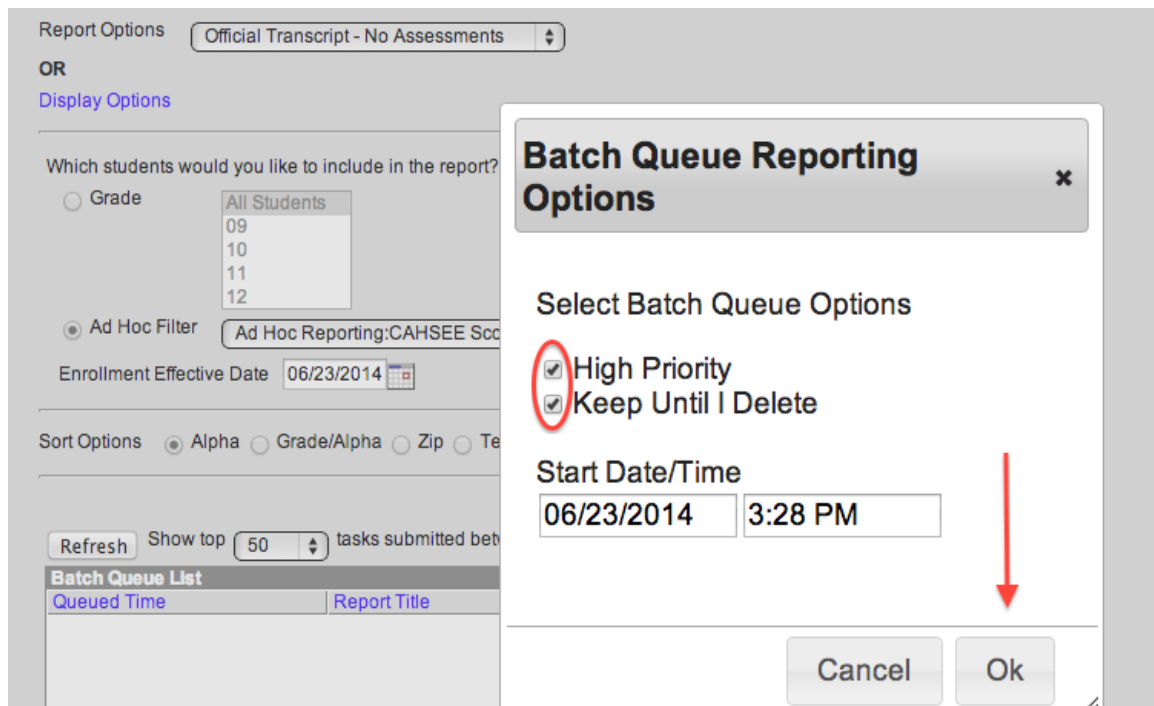 Report Options Official Transcript - No Assessments
OR
Display Options
Which students would you like to include in the report?
Grade
All Students
09
10
11
12
Ad Hoc Filter Ad Hoc Reporting:CAHSEE
Enrollment Effective Date 06/23/2014
Sort Options Alpha Grade/Alpha Zip
Refresh Show top 50 tasks submitted
Batch Queue List
Queued Time Report Title
Batch Queue Reporting
Options
Select Batch Queue Options
High Priority
Keep Until I Delete
Start Date/Time
06/23/2014 3:28 PM
Cancel Ok